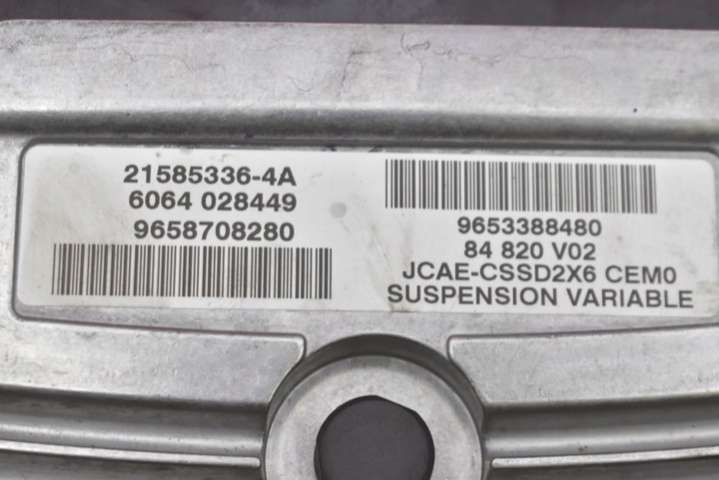 21585336-4A
6064 028449
9658708280
9653388480
84 820 V02
JCAE-CSSD2X6 CEM0
SUSPENSION VARIABLE